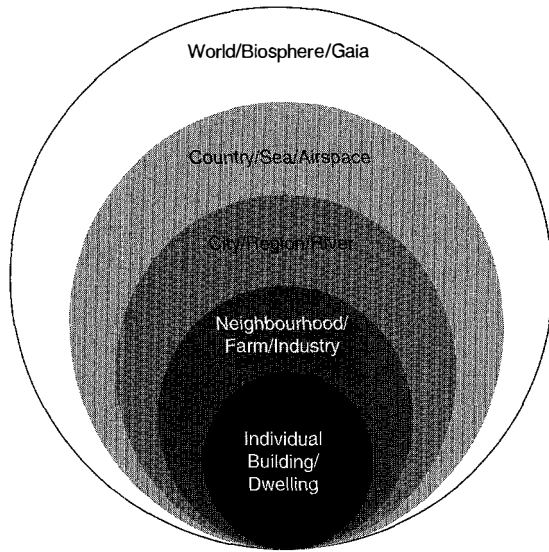 World/Biosphere/Gaia
Country/Sea/Airspace
City/Region/River
Neighbourhood/
Farm/Industry
Individual
Building/
Dwelling